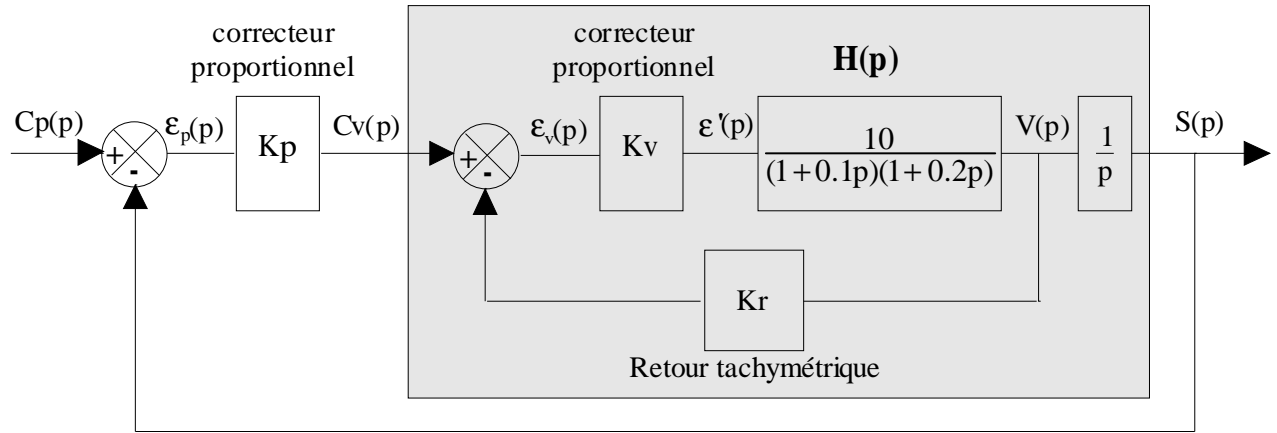 correcteur
proportionnel
correcteur
proportionnel
H(p)
Cp(p)
+
-
εp(p)
Kp
Cv(p)
+
-
εv(p)
Kv
ε'(p)
10
(1+0.1p)(1+0.2p)
V(p)
1
p
S(p)
Kr
Retour tachymétrique